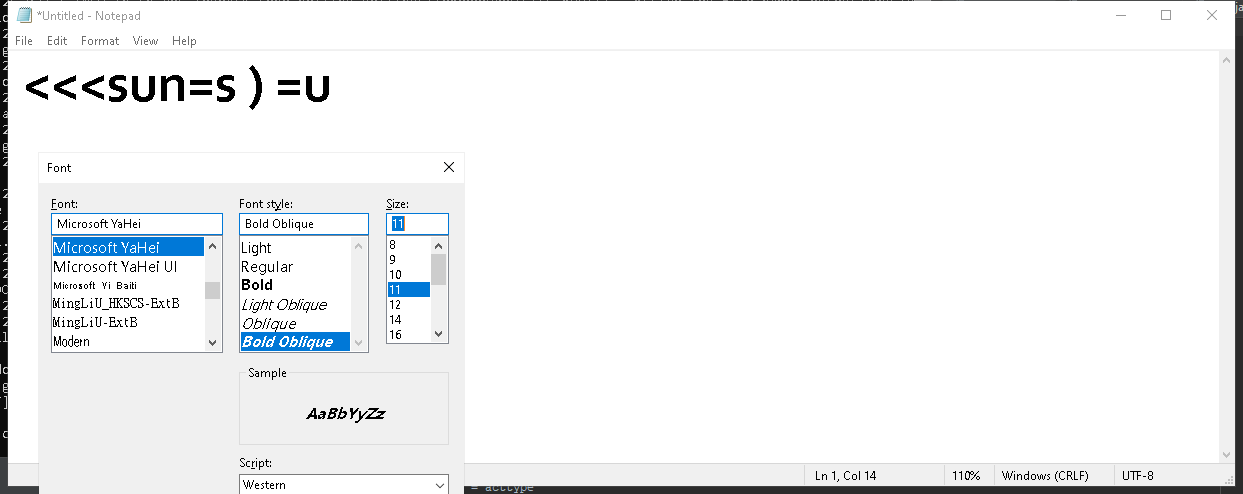 *Untitled - Notepad
File Edit Format View Help
<<<sun=s ) =u
Font
Font: Font style: Size:
Microsoft YaHei Bold Oblique 11
Microsoft YaHei Light 8
Microsoft YaHei UI Regular 9
Microsoft Yi Baiti Bold 10
MingLiU_HKSCS-ExtB Light Oblique 11
MingLiU-ExtB Oblique 12
Modern Bold Oblique 14
16
Sample
AaBbYyZz
Script:
Western
Ln 1, Col 14 110% Windows (CRLF) UTF-8
= acctype